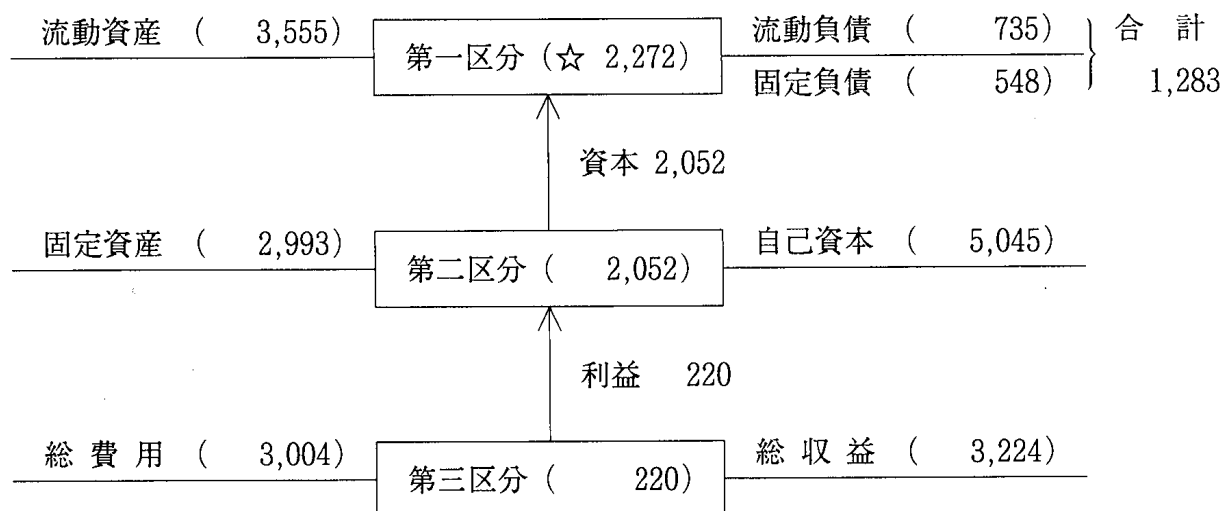 流動資産 ( 3,555) 第一区分 (☆ 2,272) 流動負債 ( 735) 合 計
固定負債 ( 548) 1,283
資本 2,052
固定資産 ( 2,993) 第二区分 ( 2,052) 自己資本 ( 5,045)
利益 220
総 費 用 ( 3,004) 第三区分 ( 220) 総 収 益 ( 3,224)